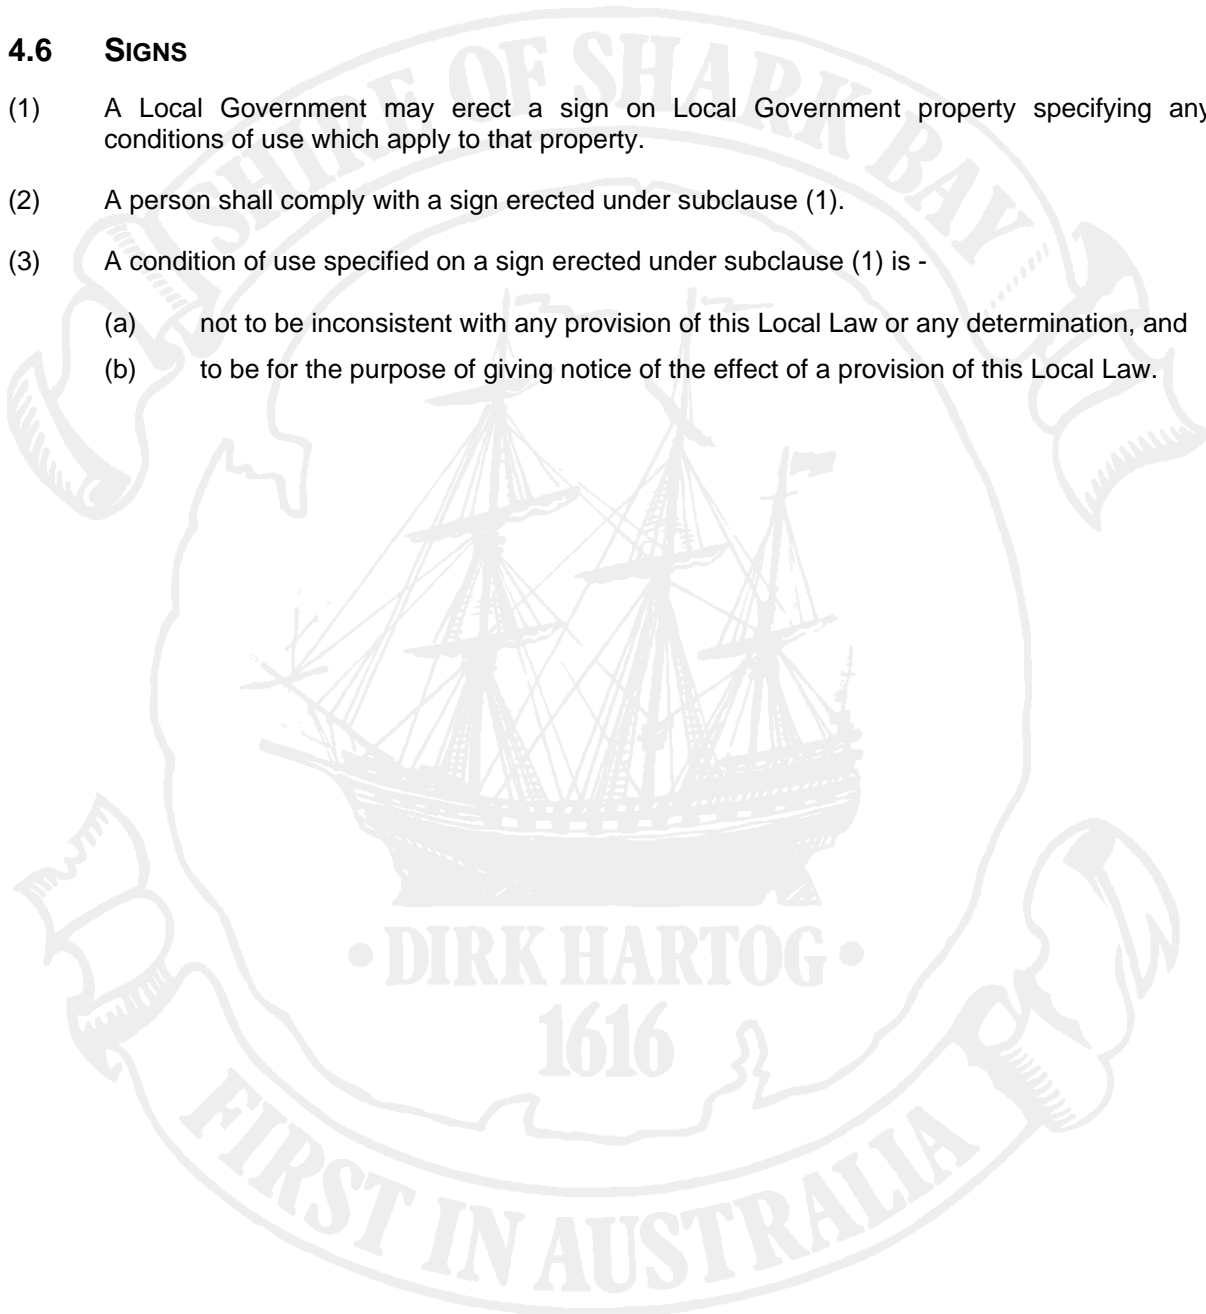 4.6 SIGNS
(1) A Local Government may erect a sign on Local Government property specifying any
conditions of use which apply to that property.
(2) A person shall comply with a sign erected under subclause (1).
(3) A condition of use specified on a sign erected under subclause (1) is -
(a) not to be inconsistent with any provision of this Local Law or any determination, and
(b) to be for the purpose of giving notice of the effect of a provision of this Local Law.
SHIRE OF SHARK BAY
• DIRK HARTOG •
1616
FIRST IN AUSTRALIA